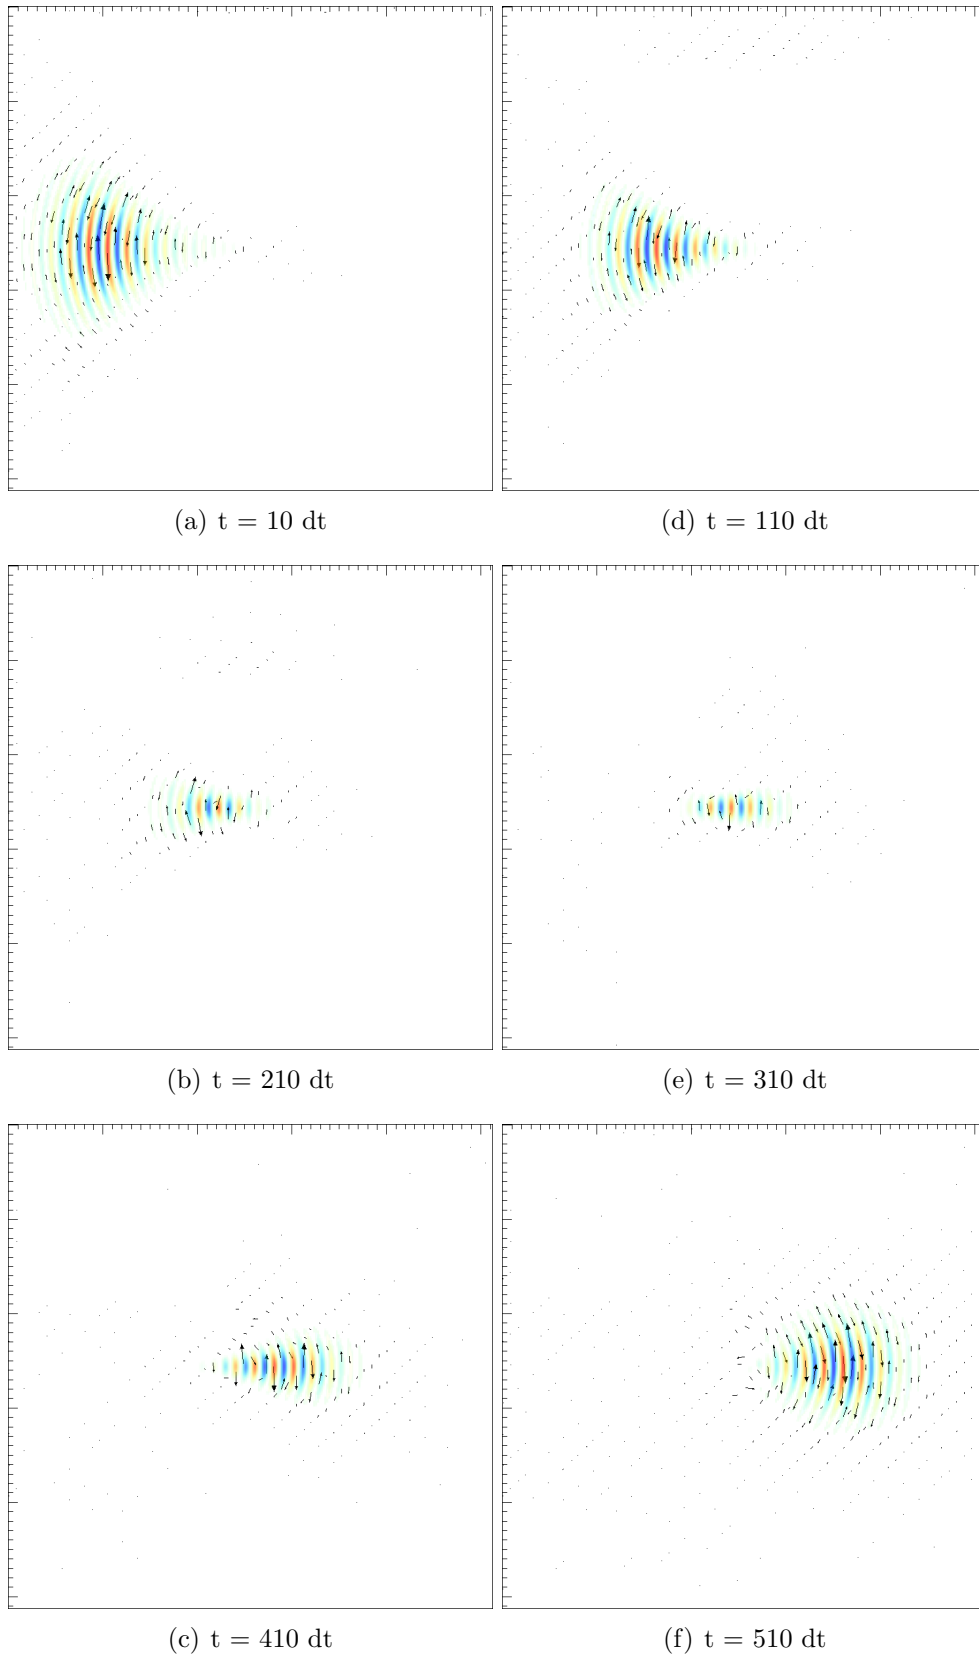 (a) t = 10 dt
(d) t = 110 dt
(b) t = 210 dt
(e) t = 310 dt
(c) t = 410 dt
(f) t = 510 dt